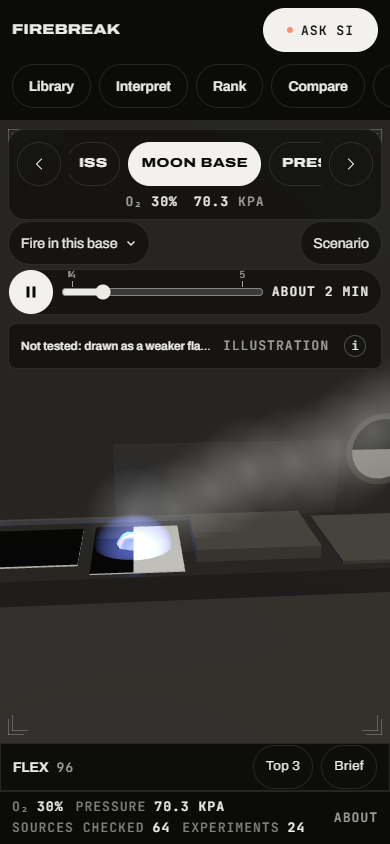 FIREBREAK
ASK SI
Library Interpret Rank Compare
ISS MOON BASE PRES
O₂ 30% 70.3 KPA
Fire in this base Scenario
5
ABOUT 2 MIN
Not tested: drawn as a weaker fla... ILLUSTRATION i
FLEX 96 Top 3 Brief
O₂ 30% PRESSURE 70.3 KPA
SOURCES CHECKED 64 EXPERIMENTS 24
ABOUT